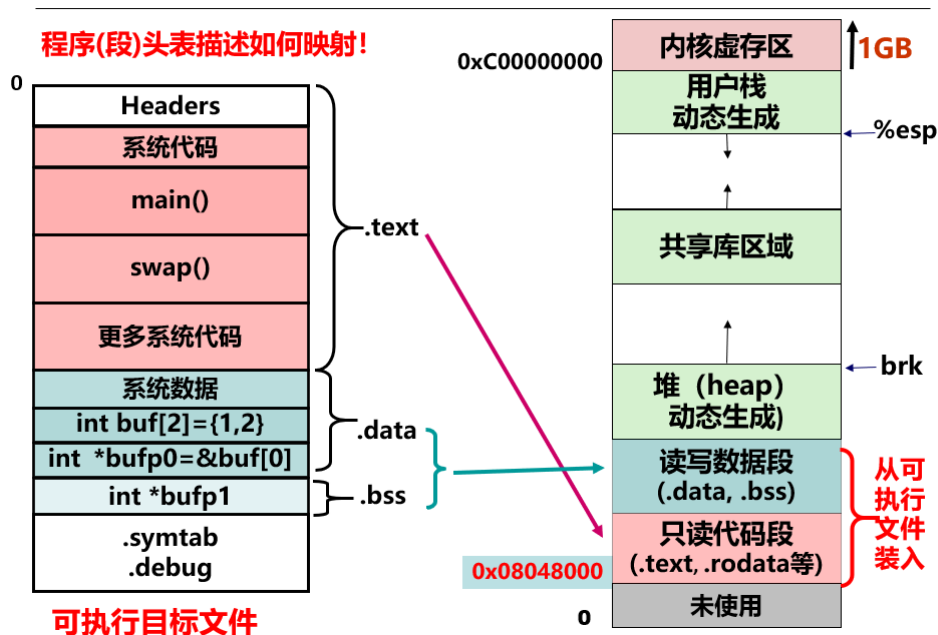 程序(段)头表描述如何映射!
0
Headers
系统代码
main()
swap()
更多系统代码
系统数据
int buf[2]={1,2}
int *bufp0=&buf[0]
int *bufp1
.symtab
.debug
可执行目标文件
.text
.data
.bss
0xC00000000
内核虚存区
1GB
用户栈
动态生成
%esp
共享库区域
brk
堆（heap）
动态生成)
读写数据段
(.data, .bss)
只读代码段
(.text, .rodata等)
0x08048000
未使用
0
从可
执行
文件
装入